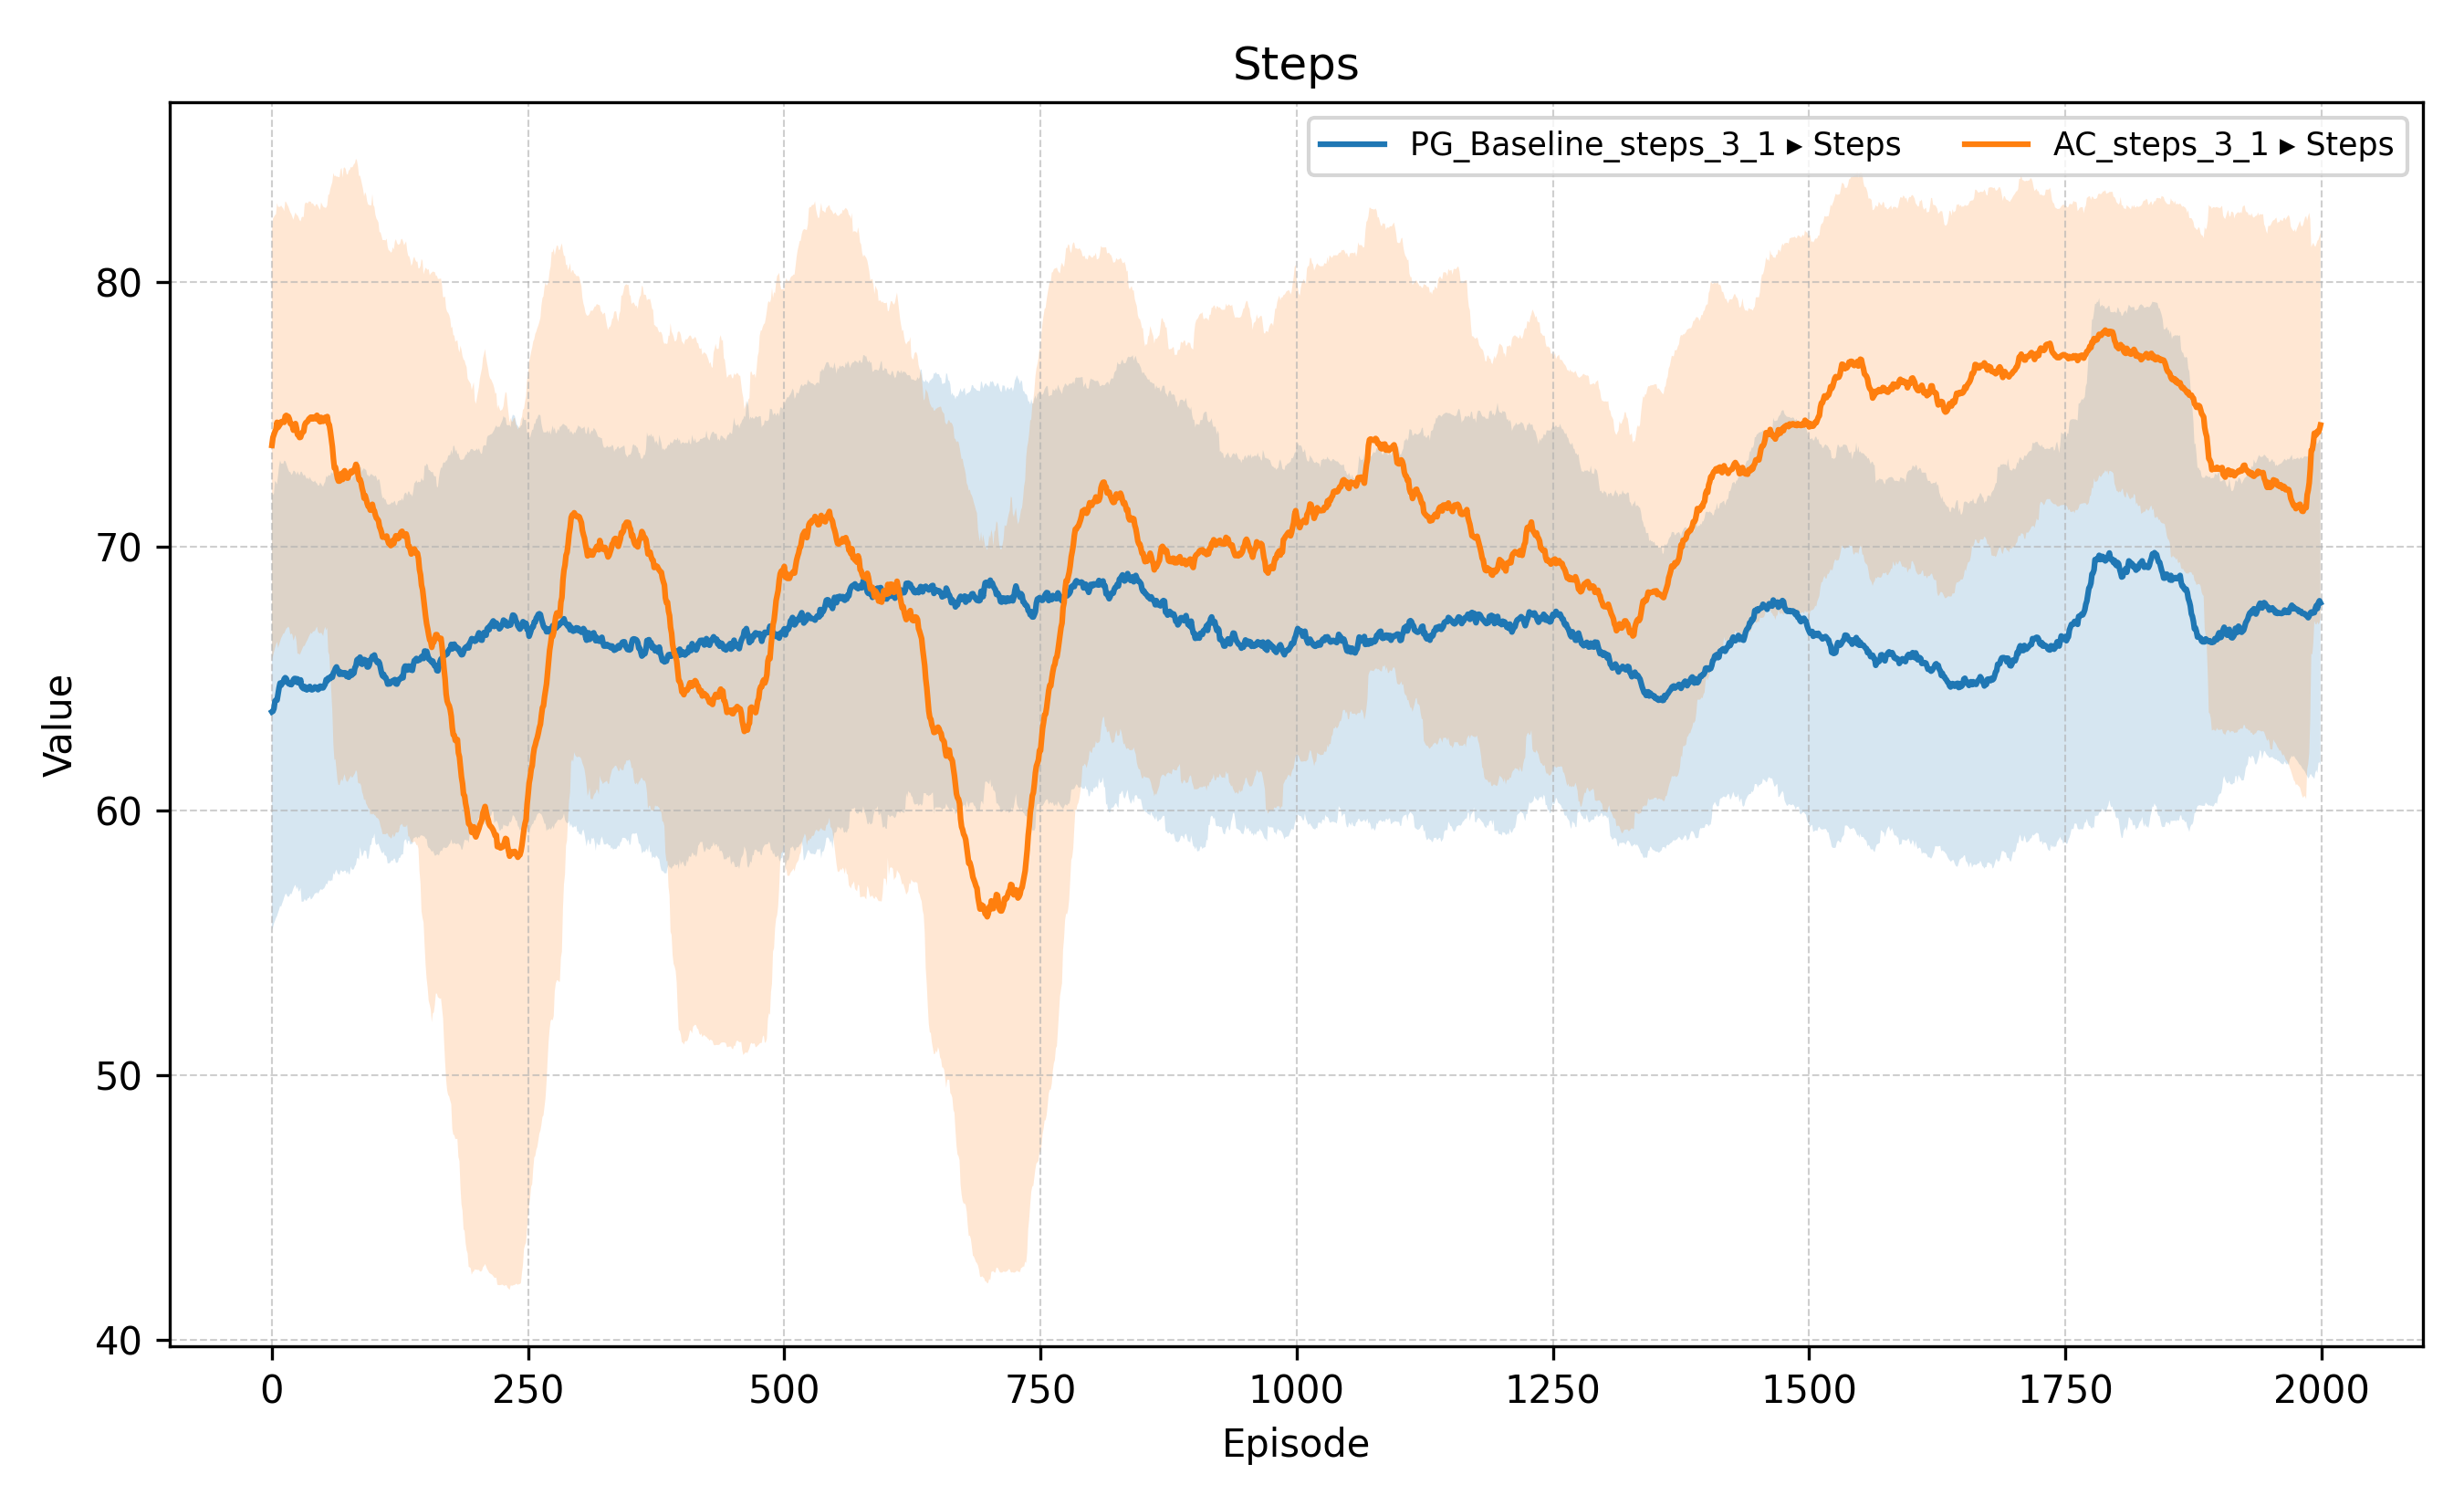 Steps
PG_Baseline_steps_3_1 ▸ Steps
AC_steps_3_1 ▸ Steps
80
70
60
50
40
Value
0 250 500 750 1000 1250 1500 1750 2000
Episode